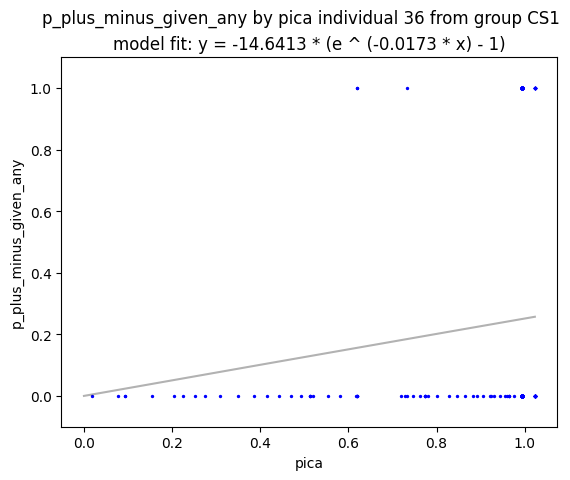 p_plus_minus_given_any by pica individual 36 from group CS1
model fit: y = -14.6413 * (e ^ (-0.0173 * x) - 1)
1.0
0.8
0.6
0.4
0.2
0.0
p_plus_minus_given_any
0.0 0.2 0.4 0.6 0.8 1.0
pica